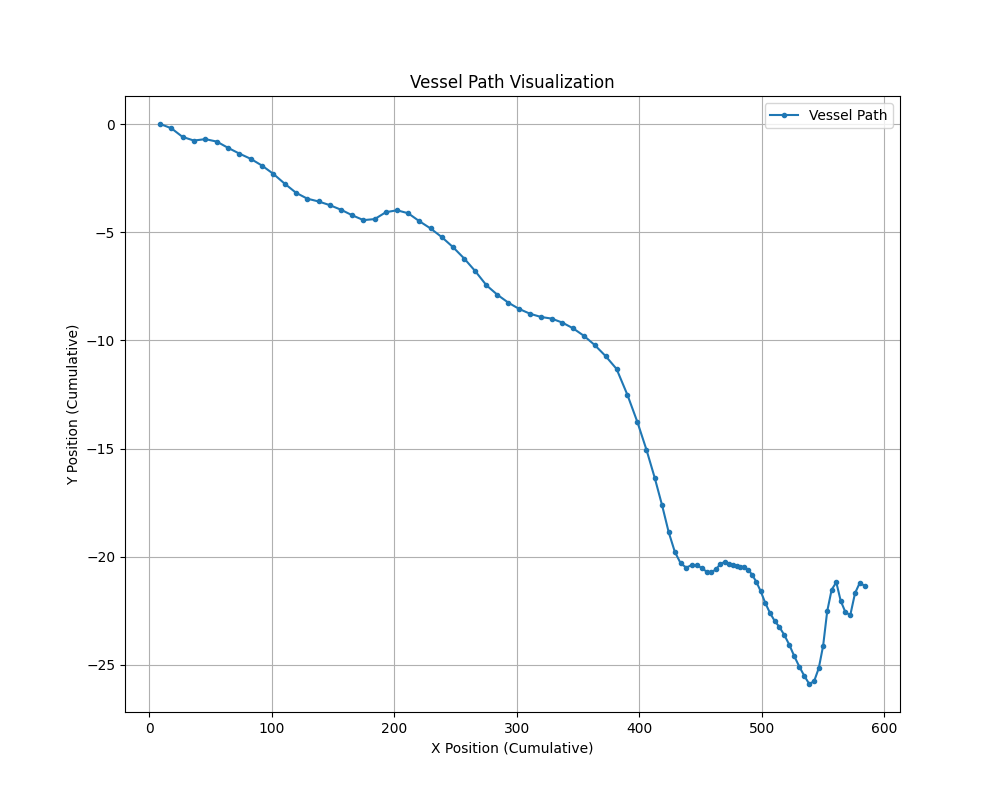 Vessel Path Visualization
Vessel Path
0
−5
−10
−15
−20
−25
Y Position (Cumulative)
0 100 200 300 400 500 600
X Position (Cumulative)